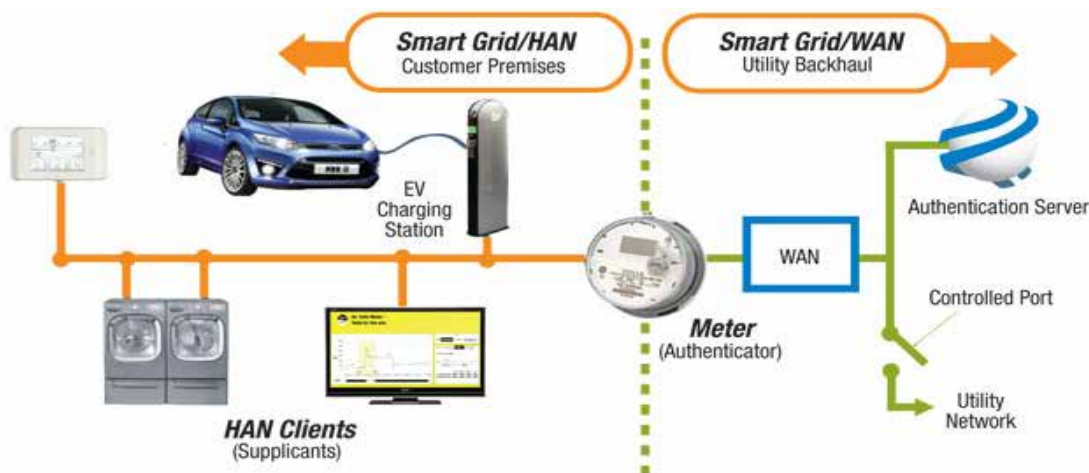 Smart Grid/HAN
Customer Premises
Smart Grid/WAN
Utility Backhaul
EV
Charging
Station
Authentication Server
WAN
Controlled Port
Meter
(Authenticator)
Utility
Network
HAN Clients
(Supplicants)